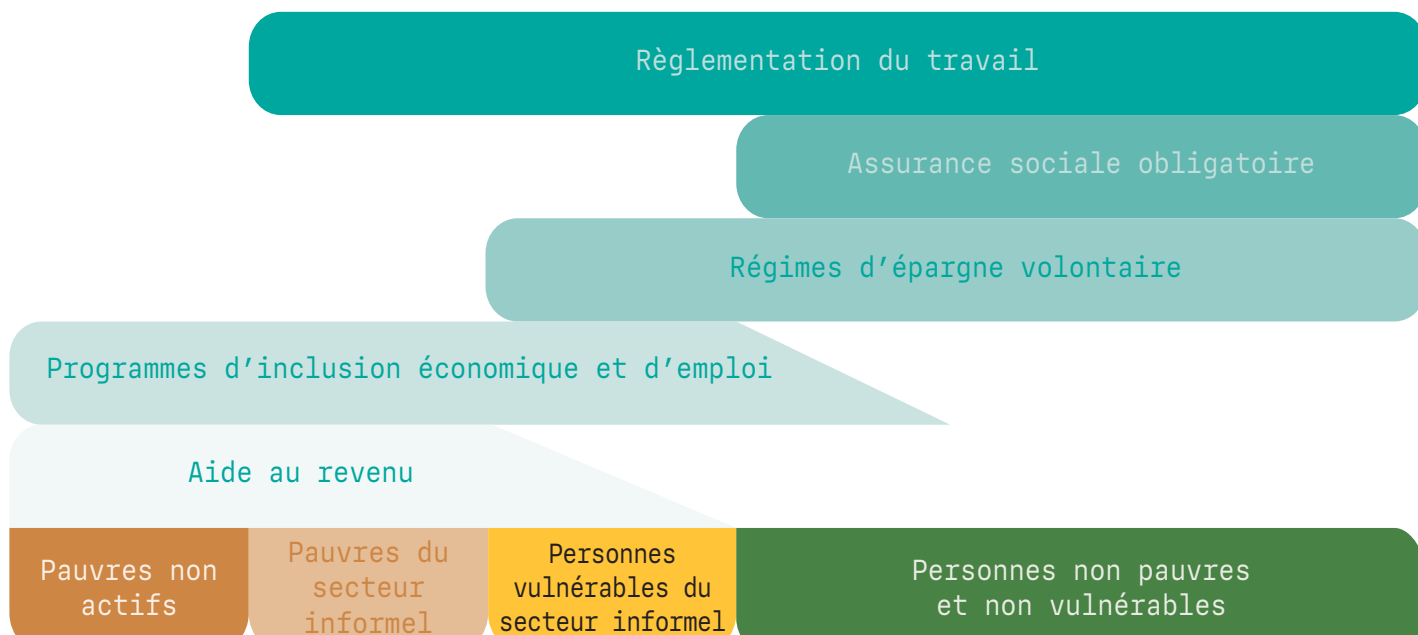 Règlementation du travail
Assurance sociale obligatoire
Régimes d’épargne volontaire
Programmes d’inclusion économique et d’emploi
Aide au revenu
Pauvres non
actifs
Pauvres du
secteur
informel
Personnes
vulnérables du
secteur informel
Personnes non pauvres
et non vulnérables